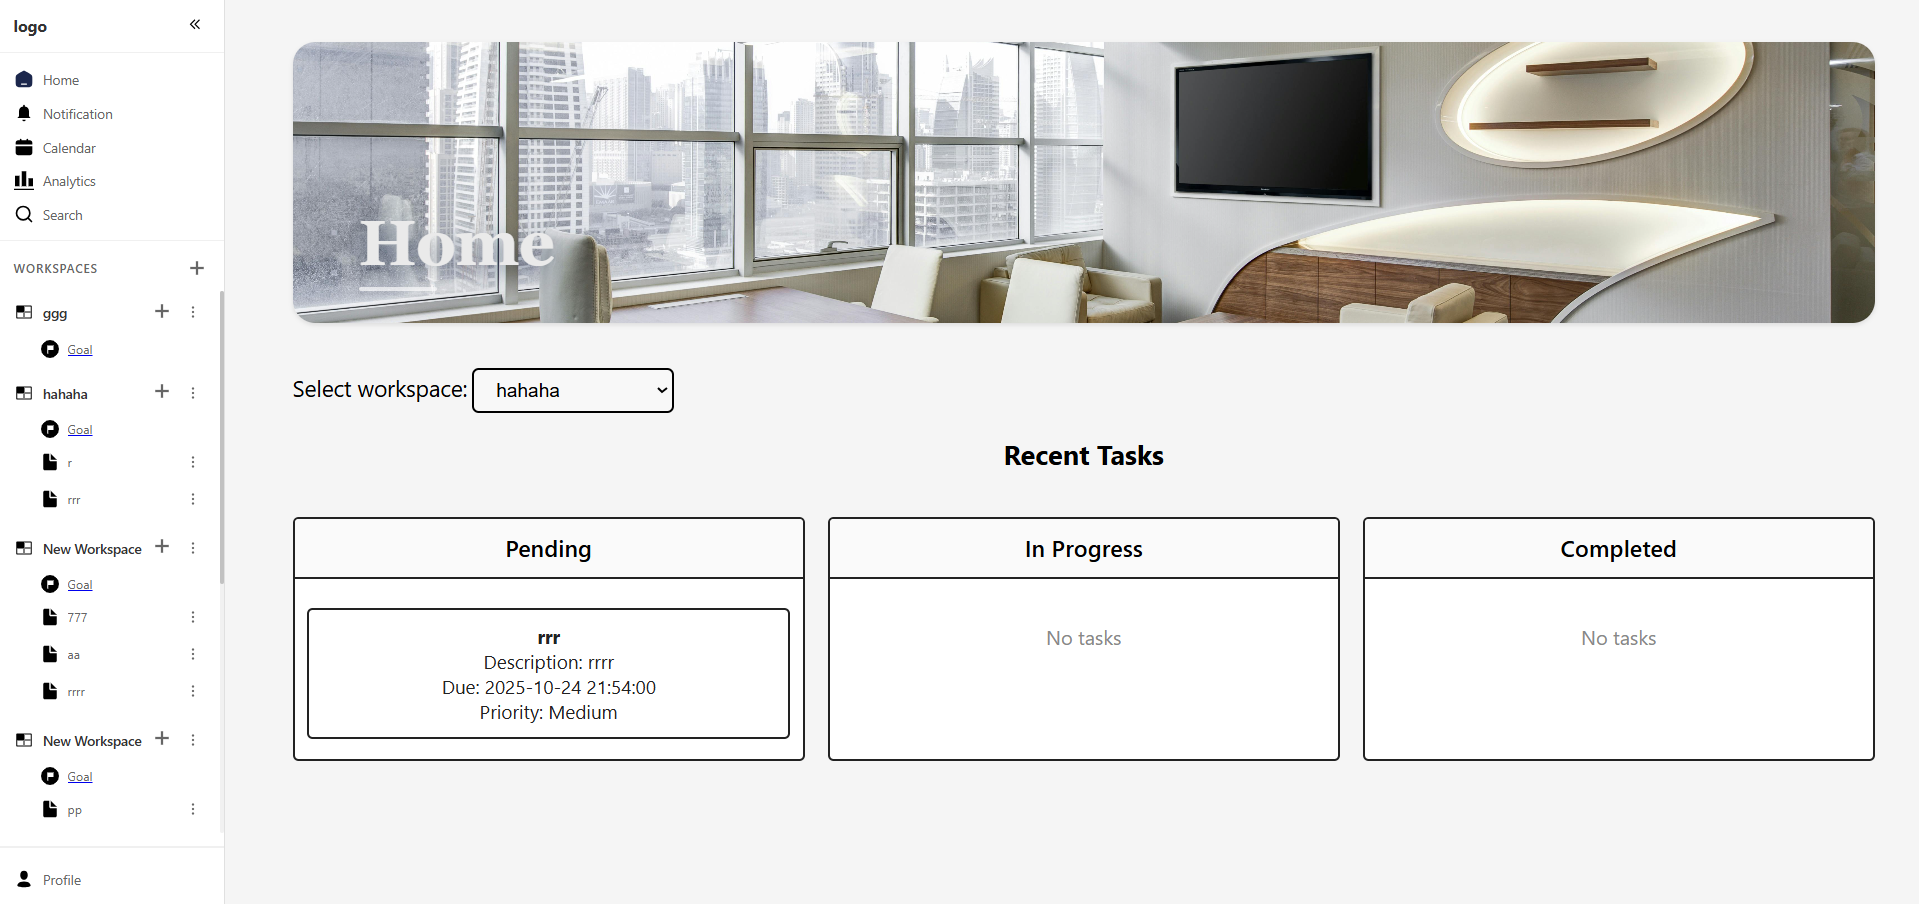 logo
Home
Notification
Calendar
Analytics
Search
WORKSPACES
ggg
Goal
hahaha
Goal
r
rrr
New Workspace
Goal
777
aa
rrrr
New Workspace
Goal
pp
Profile
Home
Select workspace: hahaha
Recent Tasks
Pending
rrr
Description: rrrr
Due: 2025-10-24 21:54:00
Priority: Medium
In Progress
No tasks
Completed
No tasks